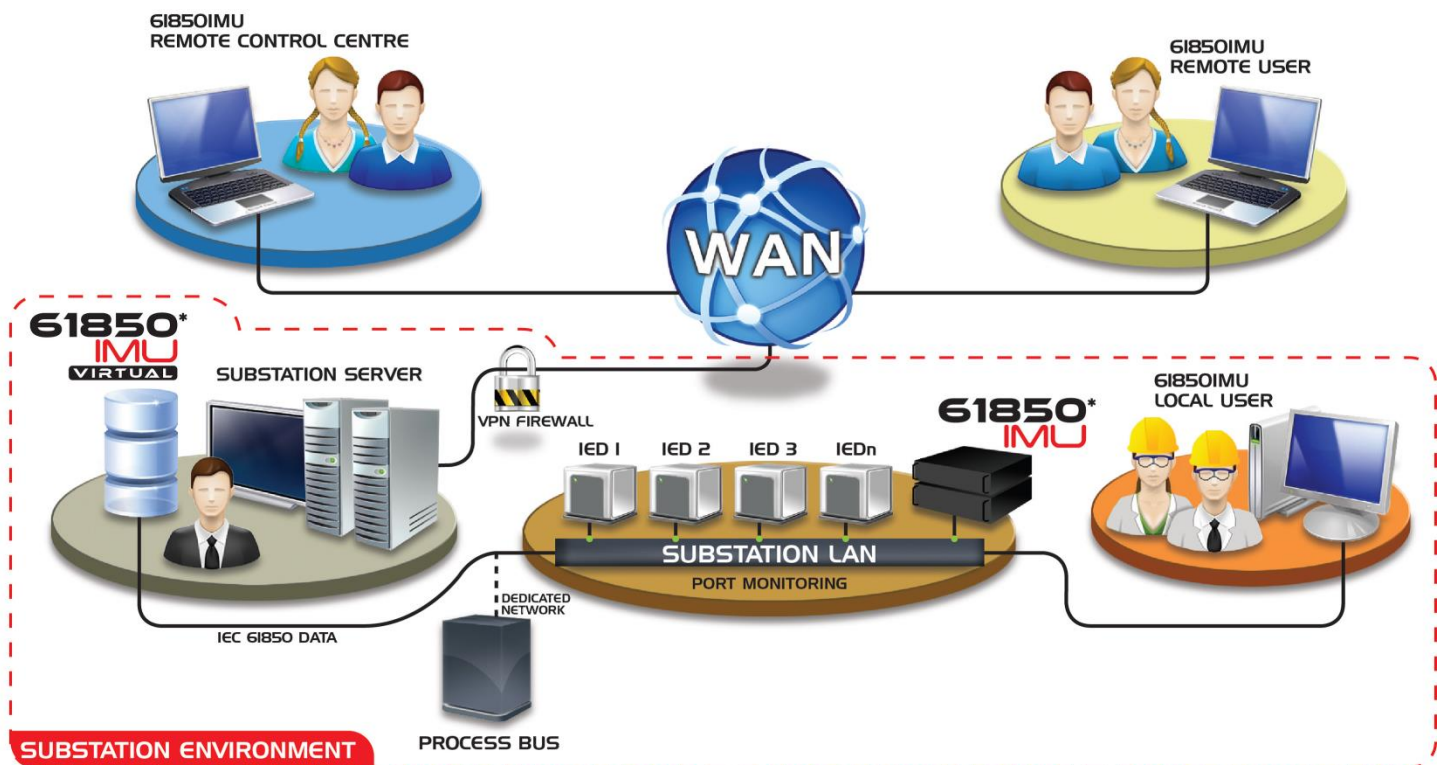 61850IMU
REMOTE CONTROL CENTRE
61850IMU
REMOTE USER
WAN
61850*
IMU
VIRTUAL
SUBSTATION SERVER
VPN FIREWALL
IED 1
IED 2
IED 3
IEDn
61850*
IMU
61850IMU
LOCAL USER
SUBSTATION LAN
PORT MONITORING
DEDICATED
NETWORK
IEC 61850 DATA
PROCESS BUS
SUBSTATION ENVIRONMENT